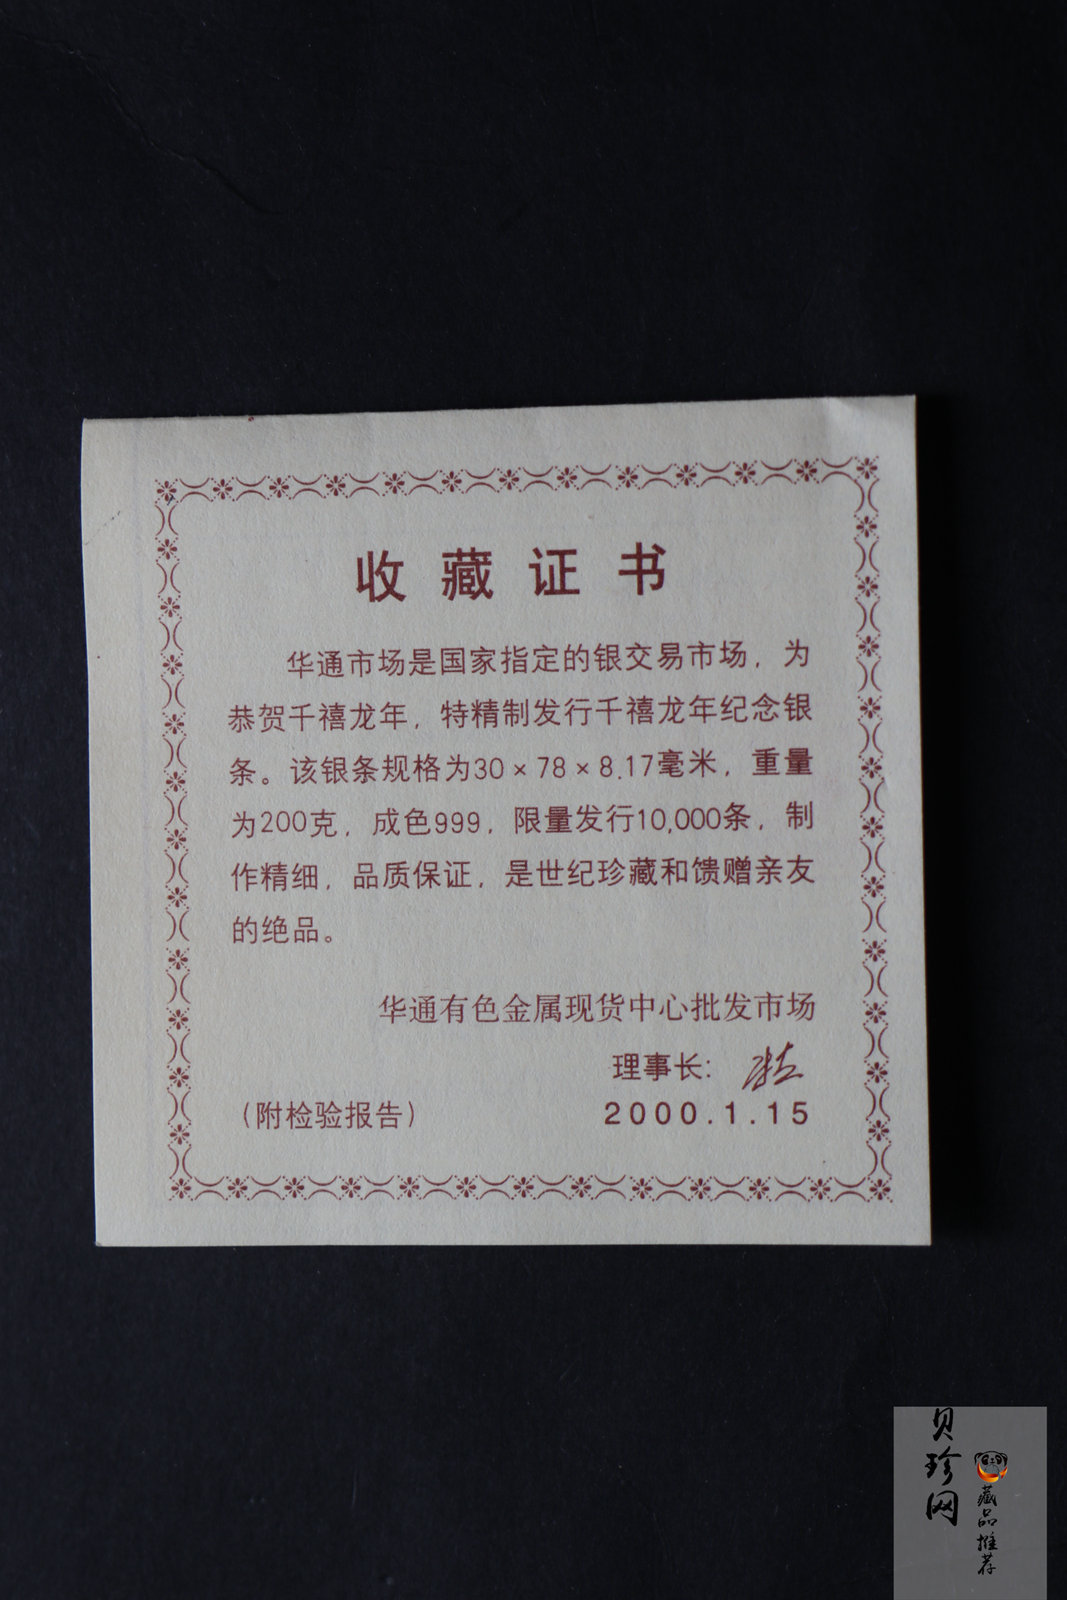 收藏证书
华通市场是国家指定的银交易市场，为
恭贺千禧龙年，特精制发行千禧龙年纪念银
条。该银条规格为30×78×8.17毫米，重量
为200克，成色999，限量发行10,000条，制
作精细，品质保证，是世纪珍藏和馈赠亲友
的绝品。
华通有色金属现货中心批发市场
理事长：
（附检验报告）
2000.1.15
贝珍网
藏品推荐